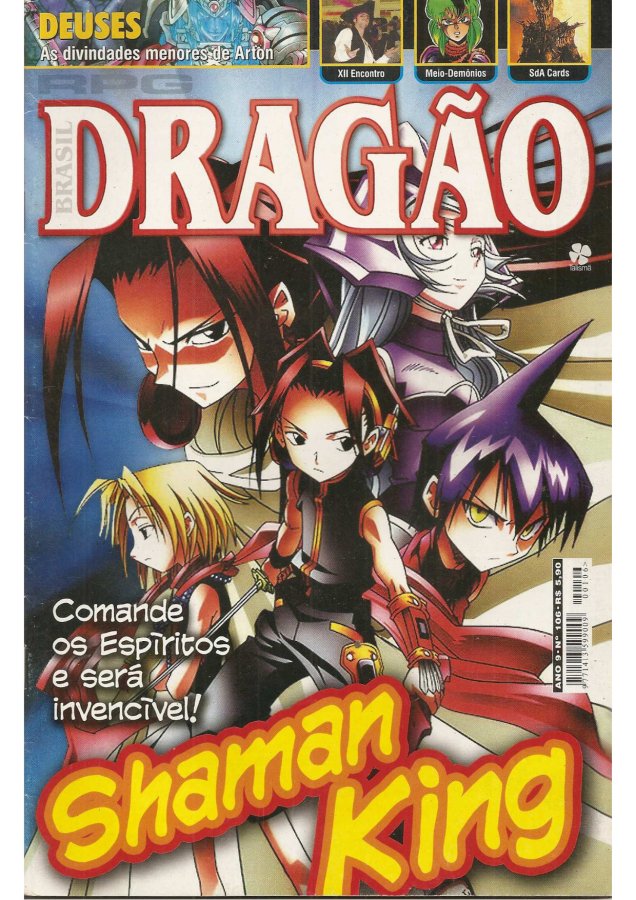 DEUSES
As divindades menores de Arton
XII Encontro
Meio-Demônios
SdA Cards
RPG
BRASIL
DRAGÃO
talismã
Comande
os Espíritos
e será
invencível!
ANO 9 - Nº 106 - R$ 5,90
00106>
Shaman
King